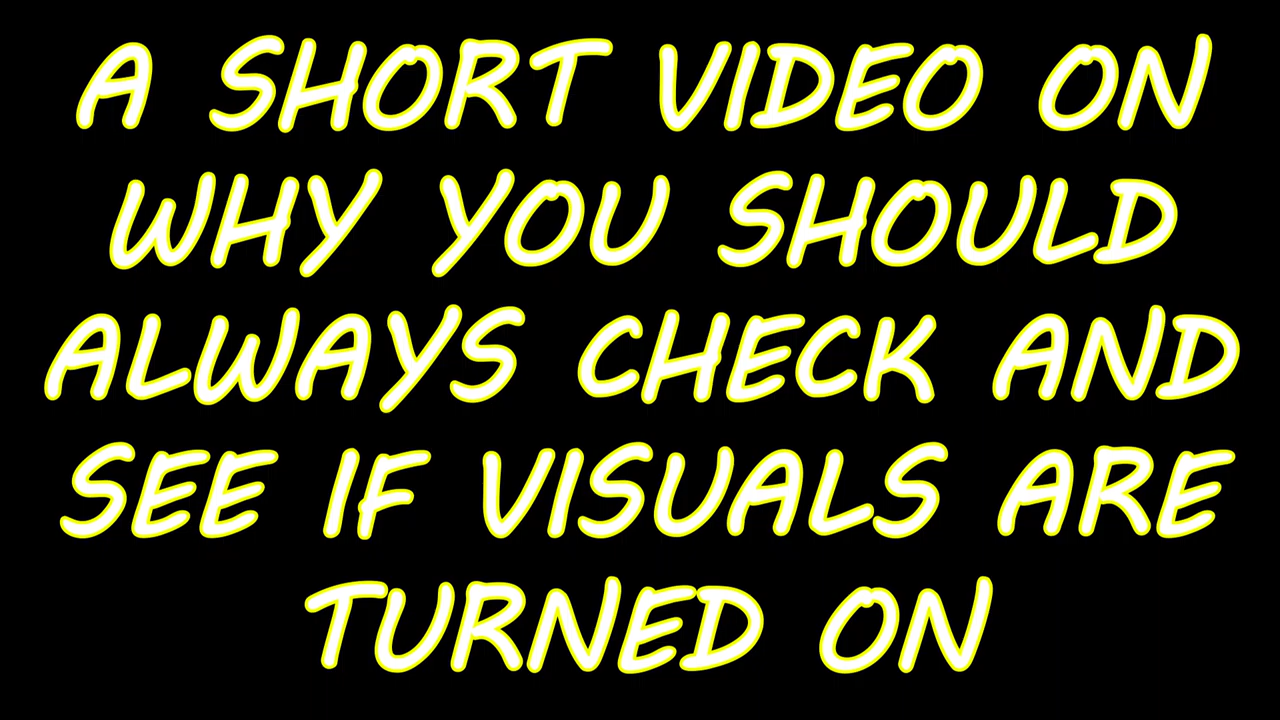 A SHORT VIDEO ON
WHY YOU SHOULD
ALWAYS CHECK AND
SEE IF VISUALS ARE
TURNED ON